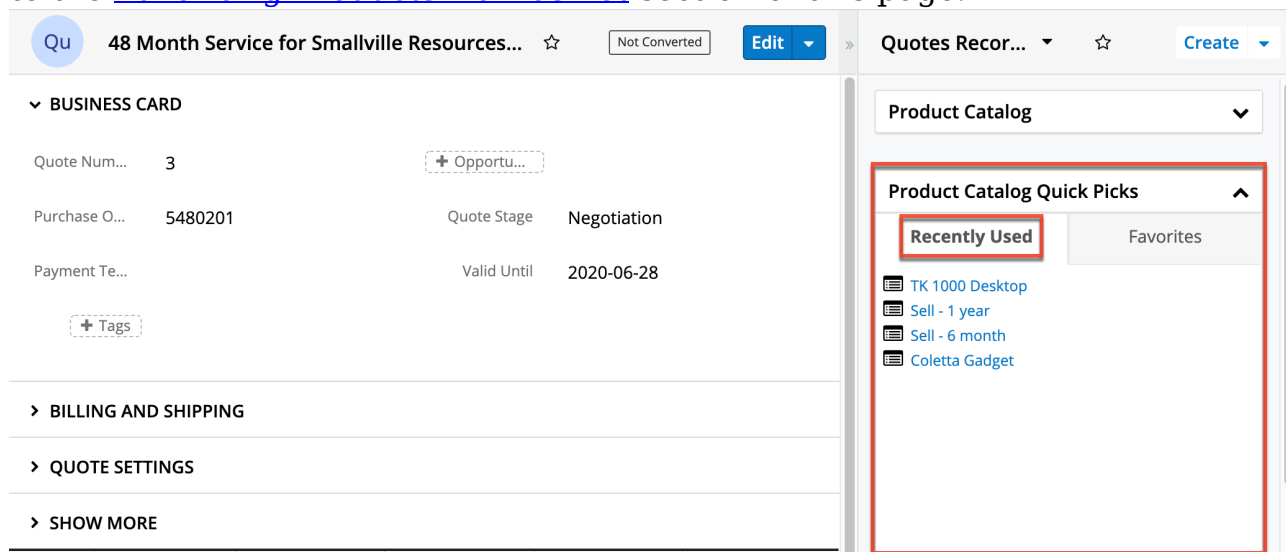 Qu 48 Month Service for Smallville Resources... Not Converted Edit
BUSINESS CARD
Quote Num... 3 Opportu...
Purchase O... 5480201 Quote Stage Negotiation
Payment Te... Valid Until 2020-06-28
Tags
BILLING AND SHIPPING
QUOTE SETTINGS
SHOW MORE
» Quotes Recor... Create
Product Catalog
Product Catalog Quick Picks
Recently Used Favorites
TK 1000 Desktop
Sell - 1 year
Sell - 6 month
Coletta Gadget